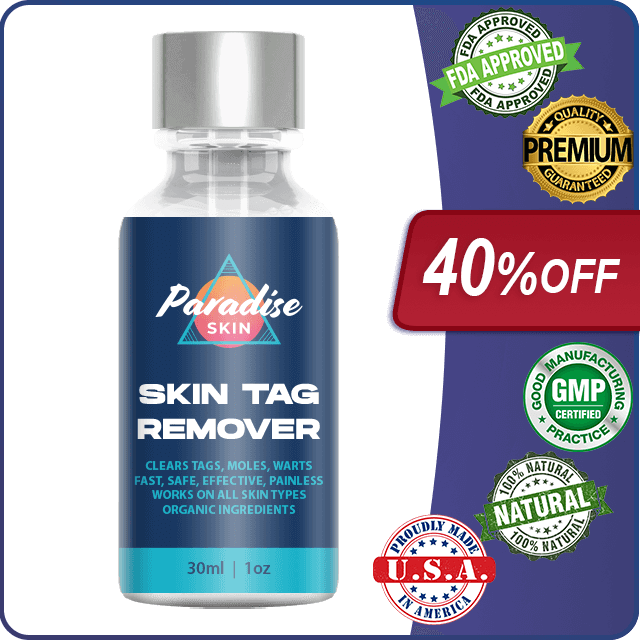 FDA APPROVED
FDA APPROVED
FDA APPROVED
QUALITY
PREMIUM
GUARANTEED
40%OFF
Paradise
SKIN
SKIN TAG
REMOVER
CLEARS TAGS, MOLES, WARTS
FAST, SAFE, EFFECTIVE, PAINLESS
WORKS ON ALL SKIN TYPES
ORGANIC INGREDIENTS
30ml | 1oz
GOOD MANUFACTURING
GMP
CERTIFIED
PRACTICE
100% NATURAL
NATURAL
100% NATURAL
PROUDLY MADE
U.S.A.
IN AMERICA